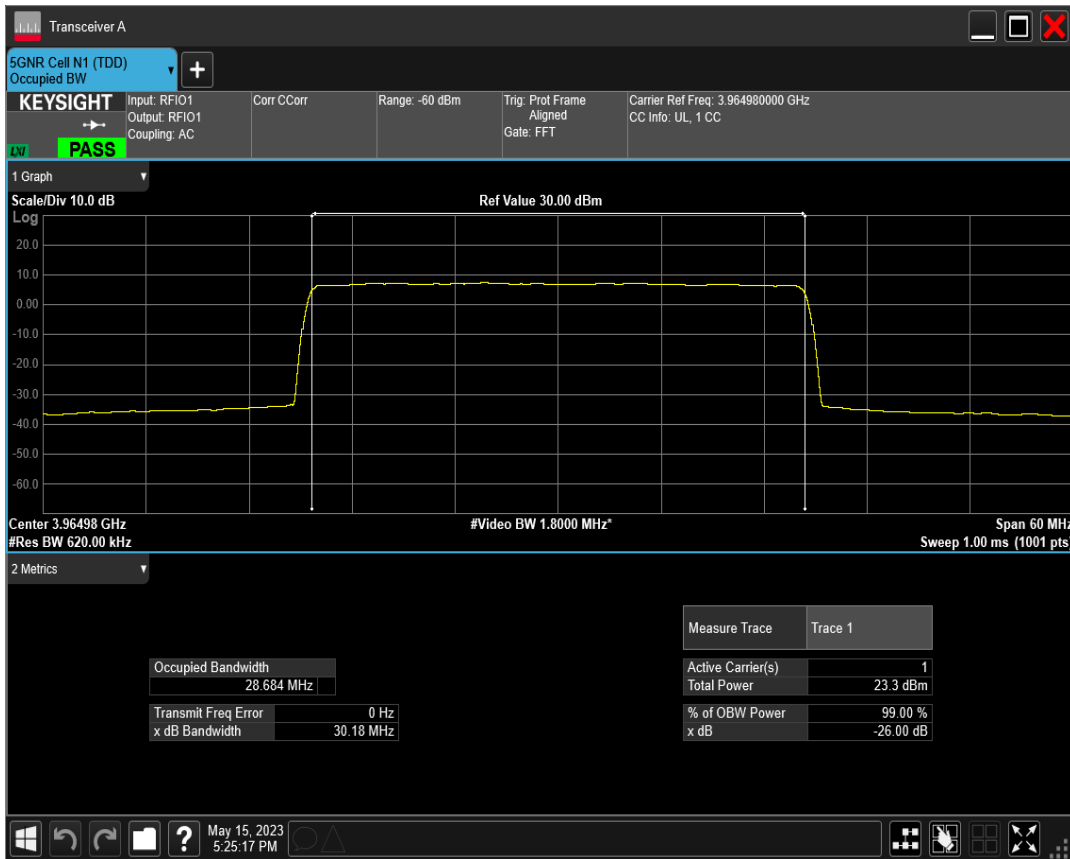 Transceiver A
5GNR Cell N1 (TDD)
Occupied BW
KEYSIGHT
LXI
PASS
Input: RFIO1
Output: RFIO1
Coupling: AC
Corr CCorr
Range: -60 dBm
Trig: Prot Frame
Aligned
Gate: FFT
Carrier Ref Freq: 3.964980000 GHz
CC Info: UL, 1 CC
1 Graph
Scale/Div 10.0 dB
Ref Value 30.00 dBm
Log
20.0
10.0
0.00
-10.0
-20.0
-30.0
-40.0
-50.0
-60.0
Center 3.96498 GHz
#Video BW 1.8000 MHz*
Span 60 MHz
#Res BW 620.00 kHz
Sweep 1.00 ms (1001 pts)
2 Metrics
Measure Trace Trace 1
Occupied Bandwidth
28.684 MHz
Active Carrier(s) 1
Total Power 23.3 dBm
Transmit Freq Error 0 Hz
x dB Bandwidth 30.18 MHz
% of OBW Power 99.00 %
x dB -26.00 dB
?
May 15, 2023
5:25:17 PM